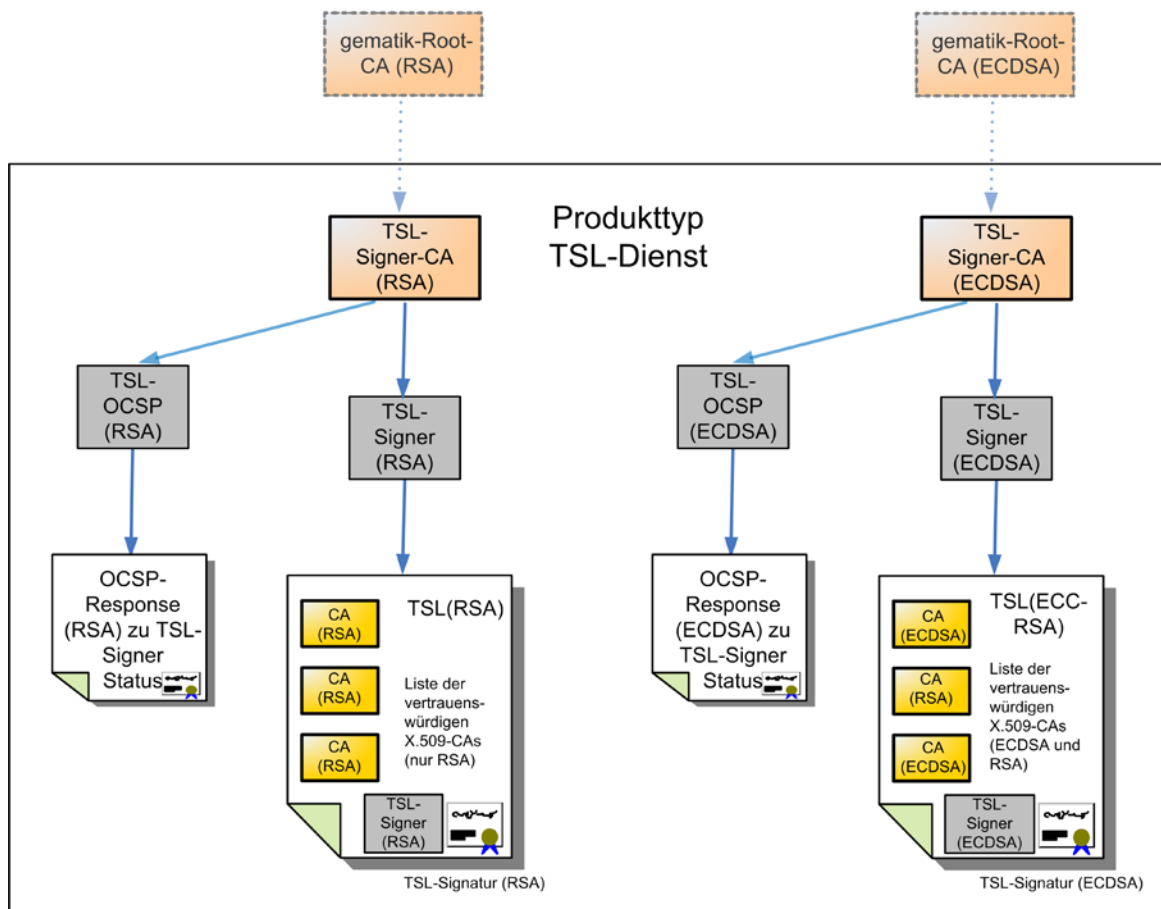 gematik-Root-
CA (RSA)
gematik-Root-
CA (ECDSA)
Produkttyp
TSL-Dienst
TSL-
Signer-CA
(RSA)
TSL-
Signer-CA
(ECDSA)
TSL-
OCSP
(RSA)
TSL-
Signer
(RSA)
TSL-
OCSP
(ECDSA)
TSL-
Signer
(ECDSA)
OCSP-
Response
(RSA) zu TSL-
Signer
Status
TSL(RSA)
CA
(RSA)
CA
(RSA)
CA
(RSA)
Liste der
vertrauens-
würdigen
X.509-CAs
(nur RSA)
TSL-
Signer
(RSA)
TSL-Signatur (RSA)
OCSP-
Response
(ECDSA) zu
TSL-Signer
Status
TSL(ECC-
RSA)
CA
(ECDSA)
CA
(RSA)
CA
(ECDSA)
Liste der
vertrauens-
würdigen
X.509-CAs
(ECDSA und
RSA)
TSL-
Signer
(ECDSA)
TSL-Signatur (ECDSA)